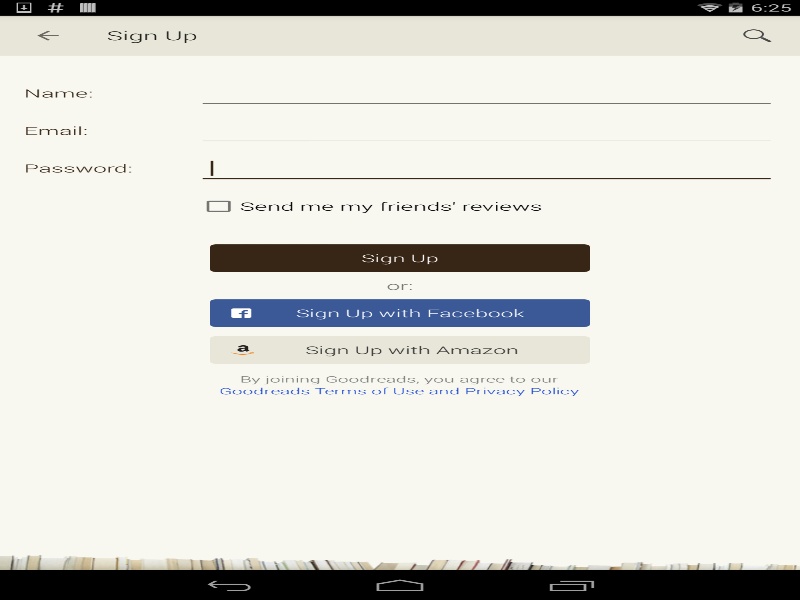 6:25
Sign Up
Name:
Email:
Password:
Send me my friends' reviews
Sign Up
or:
Sign Up with Facebook
Sign Up with Amazon
By joining Goodreads, you agree to our
Goodreads Terms of Use and Privacy Policy